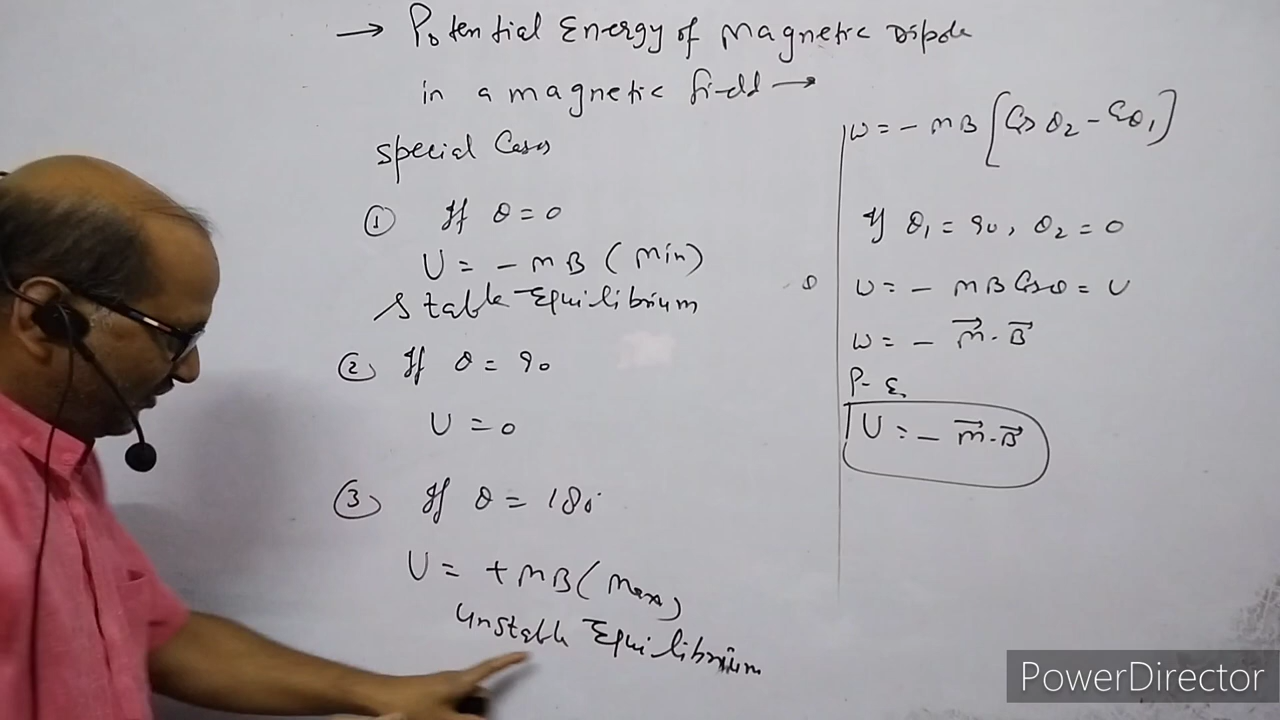 → Potential Energy of magnetic Dipole
in a magnetic field →
special Cases
① If θ = 0
U = - mB (min)
stable Equilibrium
② If θ = 90
U = 0
③ If θ = 180°
U = + mB (max)
unstable Equilibrium
W = - mB [Cos θ₂ - Cos θ₁]
If θ₁ = 90, θ₂ = θ
W = - mB Cos θ = U
W = - m⃗ . B⃗
P.E.
U = - m⃗ . B⃗
PowerDirector